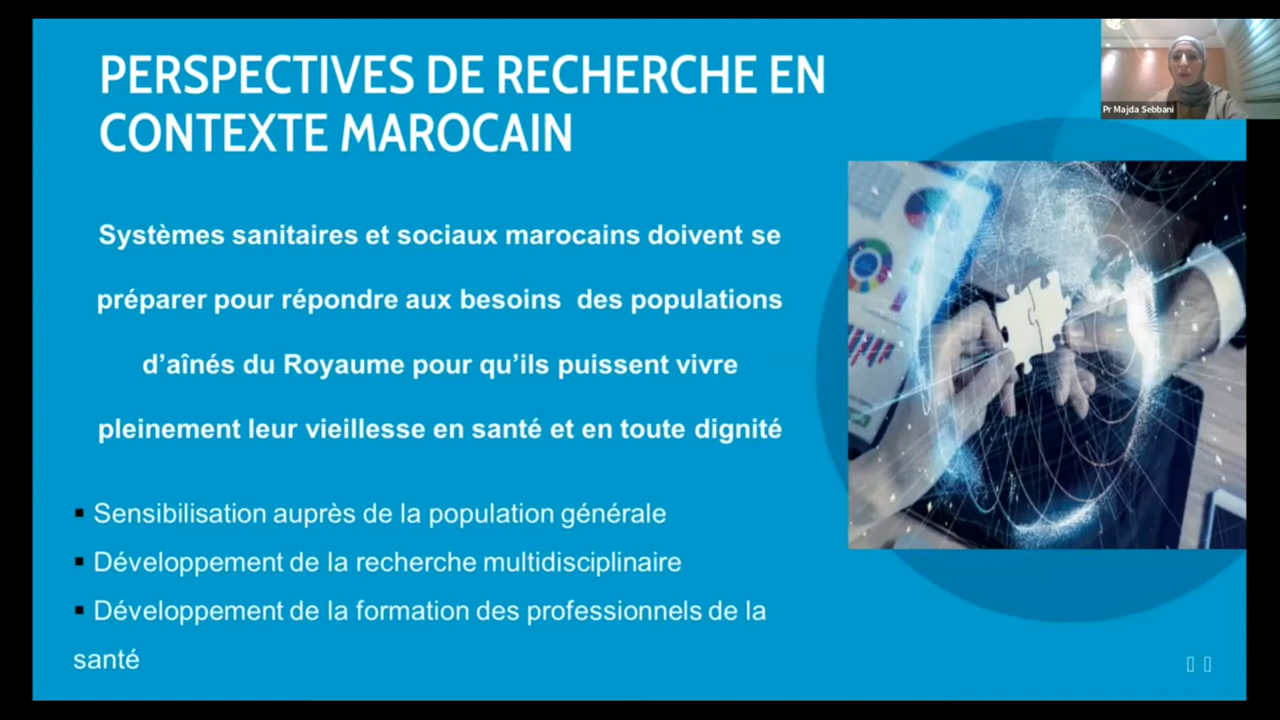 PERSPECTIVES DE RECHERCHE EN
CONTEXTE MAROCAIN
Pr Majda Sebbani
Systèmes sanitaires et sociaux marocains doivent se
préparer pour répondre aux besoins des populations
d’aînés du Royaume pour qu’ils puissent vivre
pleinement leur vieillesse en santé et en toute dignité
▪ Sensibilisation auprès de la population générale
▪ Développement de la recherche multidisciplinaire
▪ Développement de la formation des professionnels de la
santé